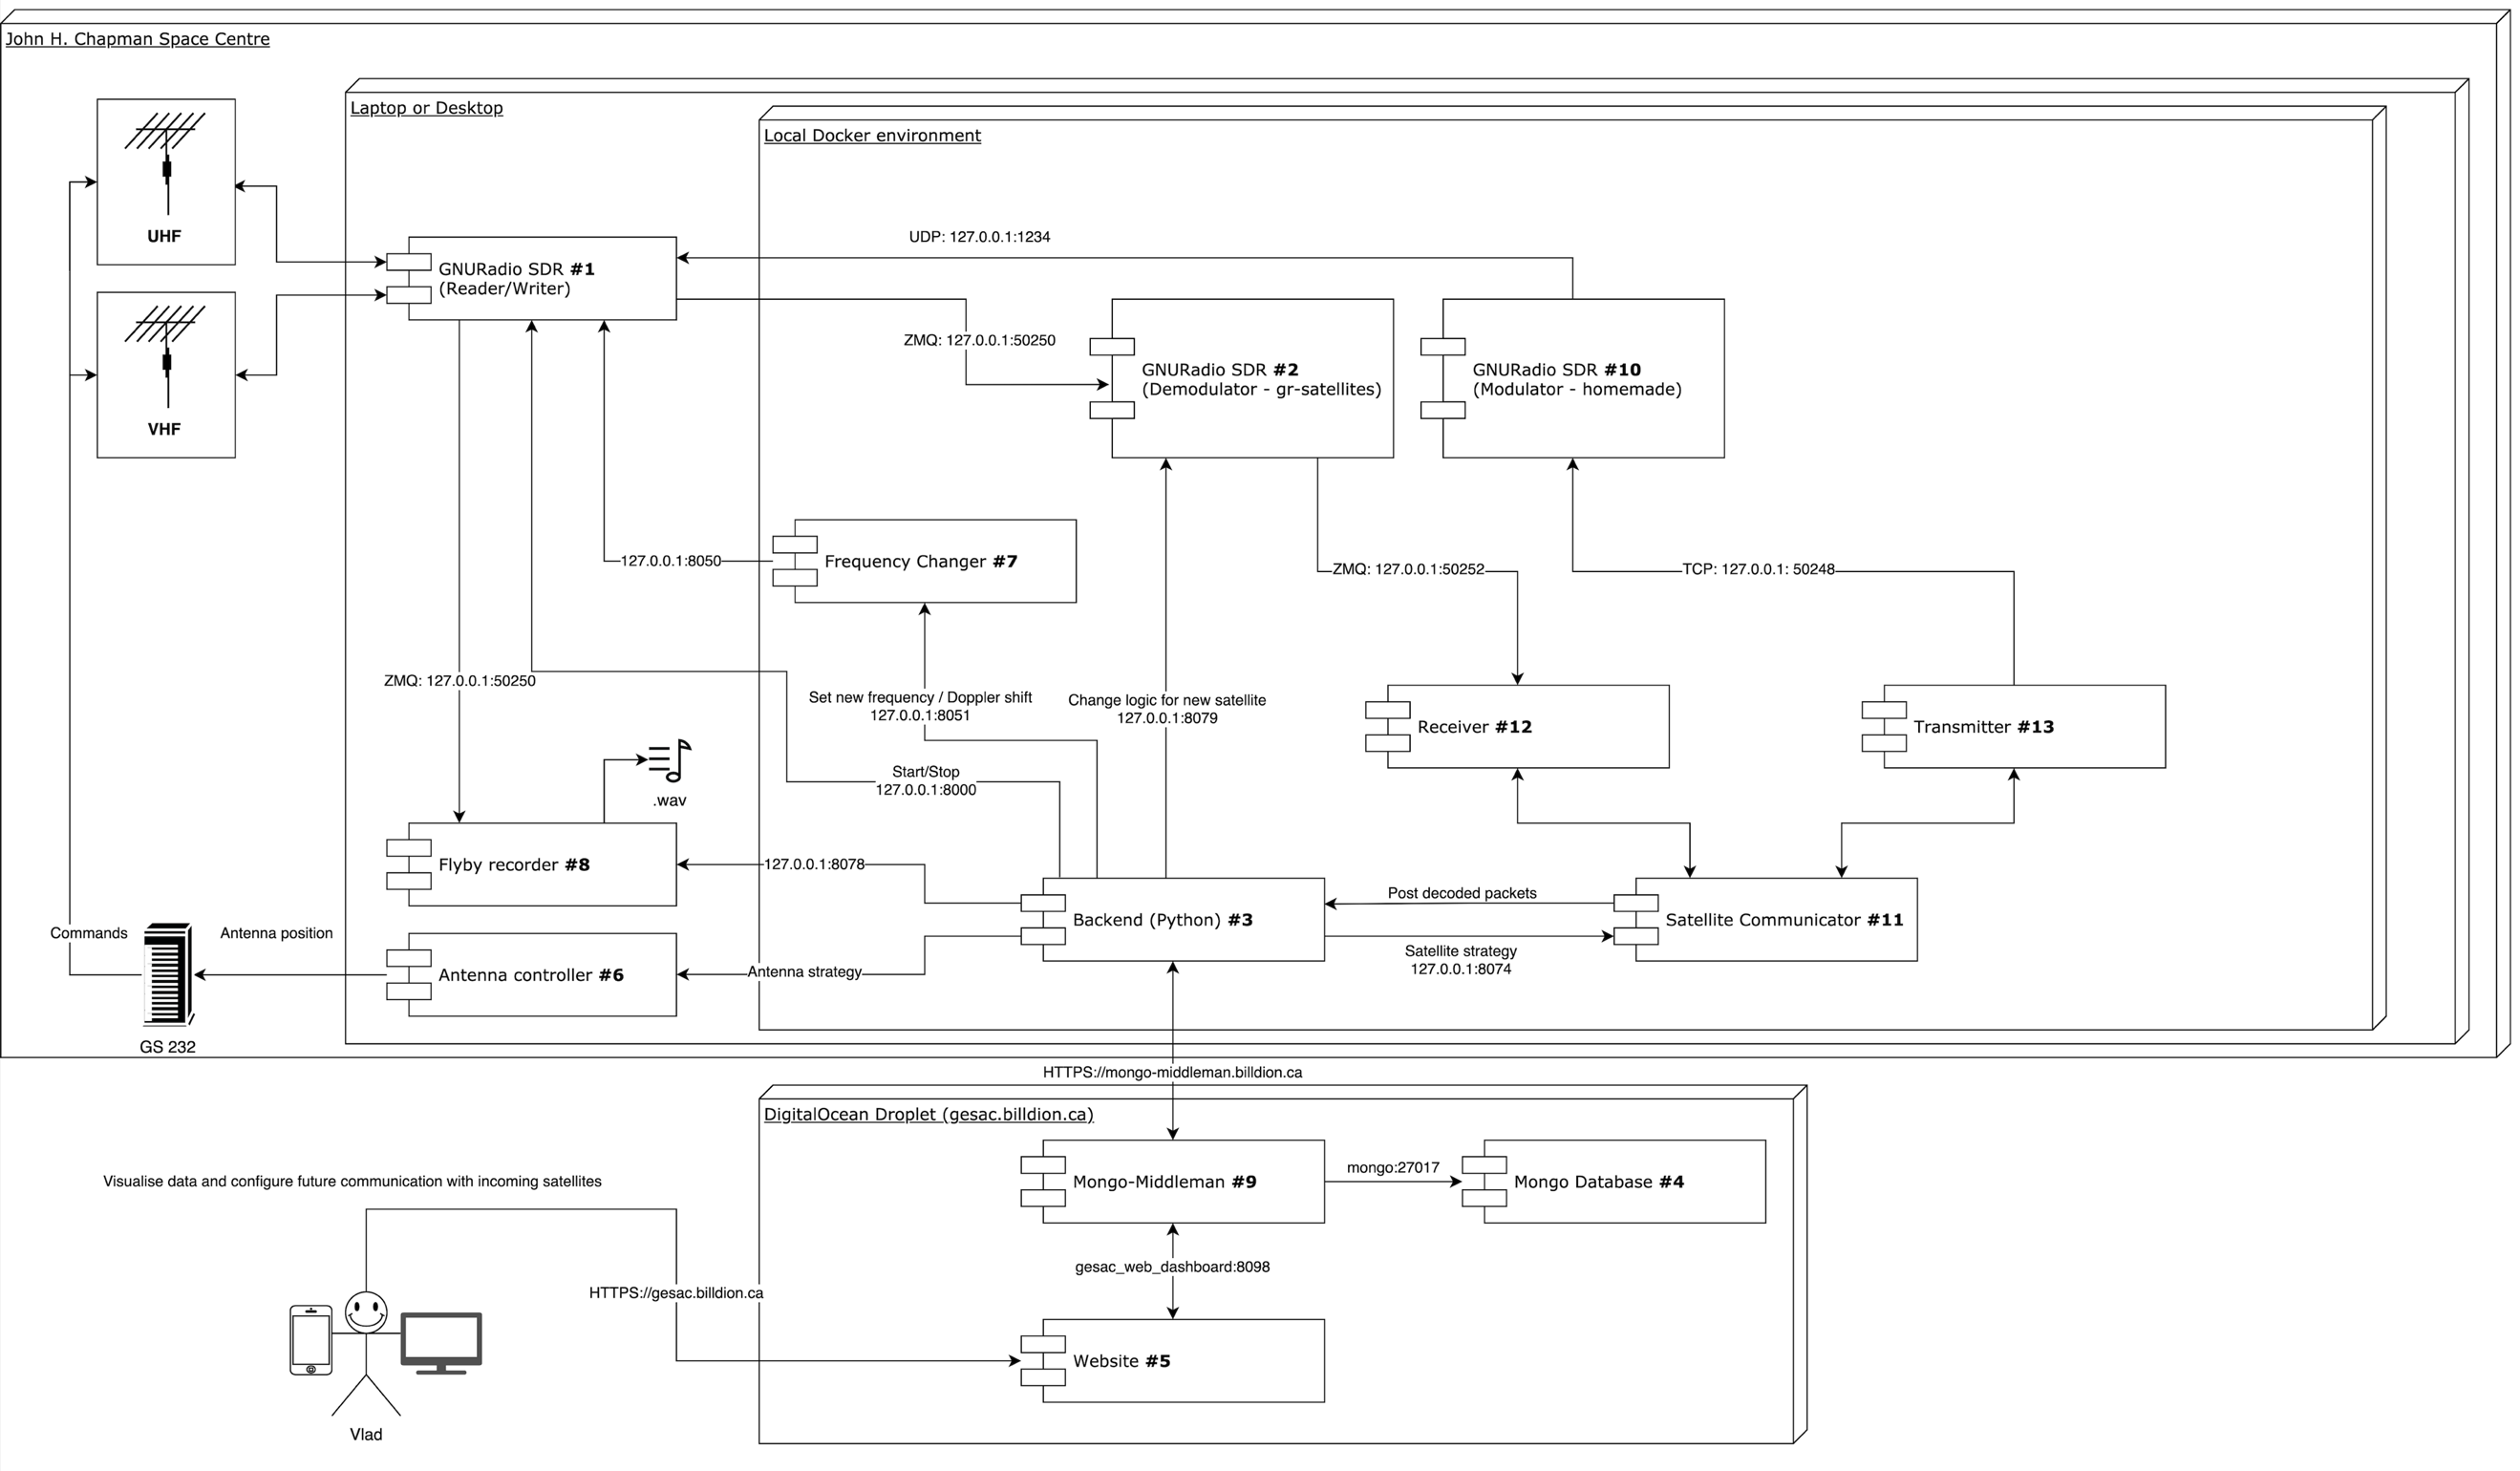 John H. Chapman Space Centre
Laptop or Desktop
Local Docker environment
UHF
VHF
GNURadio SDR #1
(Reader/Writer)
UDP: 127.0.0.1:1234
ZMQ: 127.0.0.1:50250
GNURadio SDR #2
(Demodulator - gr-satellites)
GNURadio SDR #10
(Modulator - homemade)
127.0.0.1:8050
Frequency Changer #7
ZMQ: 127.0.0.1:50252
TCP: 127.0.0.1: 50248
ZMQ: 127.0.0.1:50250
Set new frequency / Doppler shift
127.0.0.1:8051
Change logic for new satellite
127.0.0.1:8079
Receiver #12
Transmitter #13
Start/Stop
127.0.0.1:8000
.wav
Flyby recorder #8
127.0.0.1:8078
Backend (Python) #3
Post decoded packets
Satellite strategy
127.0.0.1:8074
Satellite Communicator #11
Commands
Antenna position
Antenna controller #6
Antenna strategy
GS 232
HTTPS://mongo-middleman.billdion.ca
DigitalOcean Droplet (gesac.billdion.ca)
Mongo-Middleman #9
mongo:27017
Mongo Database #4
Visualise data and configure future communication with incoming satellites
gesac_web_dashboard:8098
HTTPS://gesac.billdion.ca
Website #5
Vlad